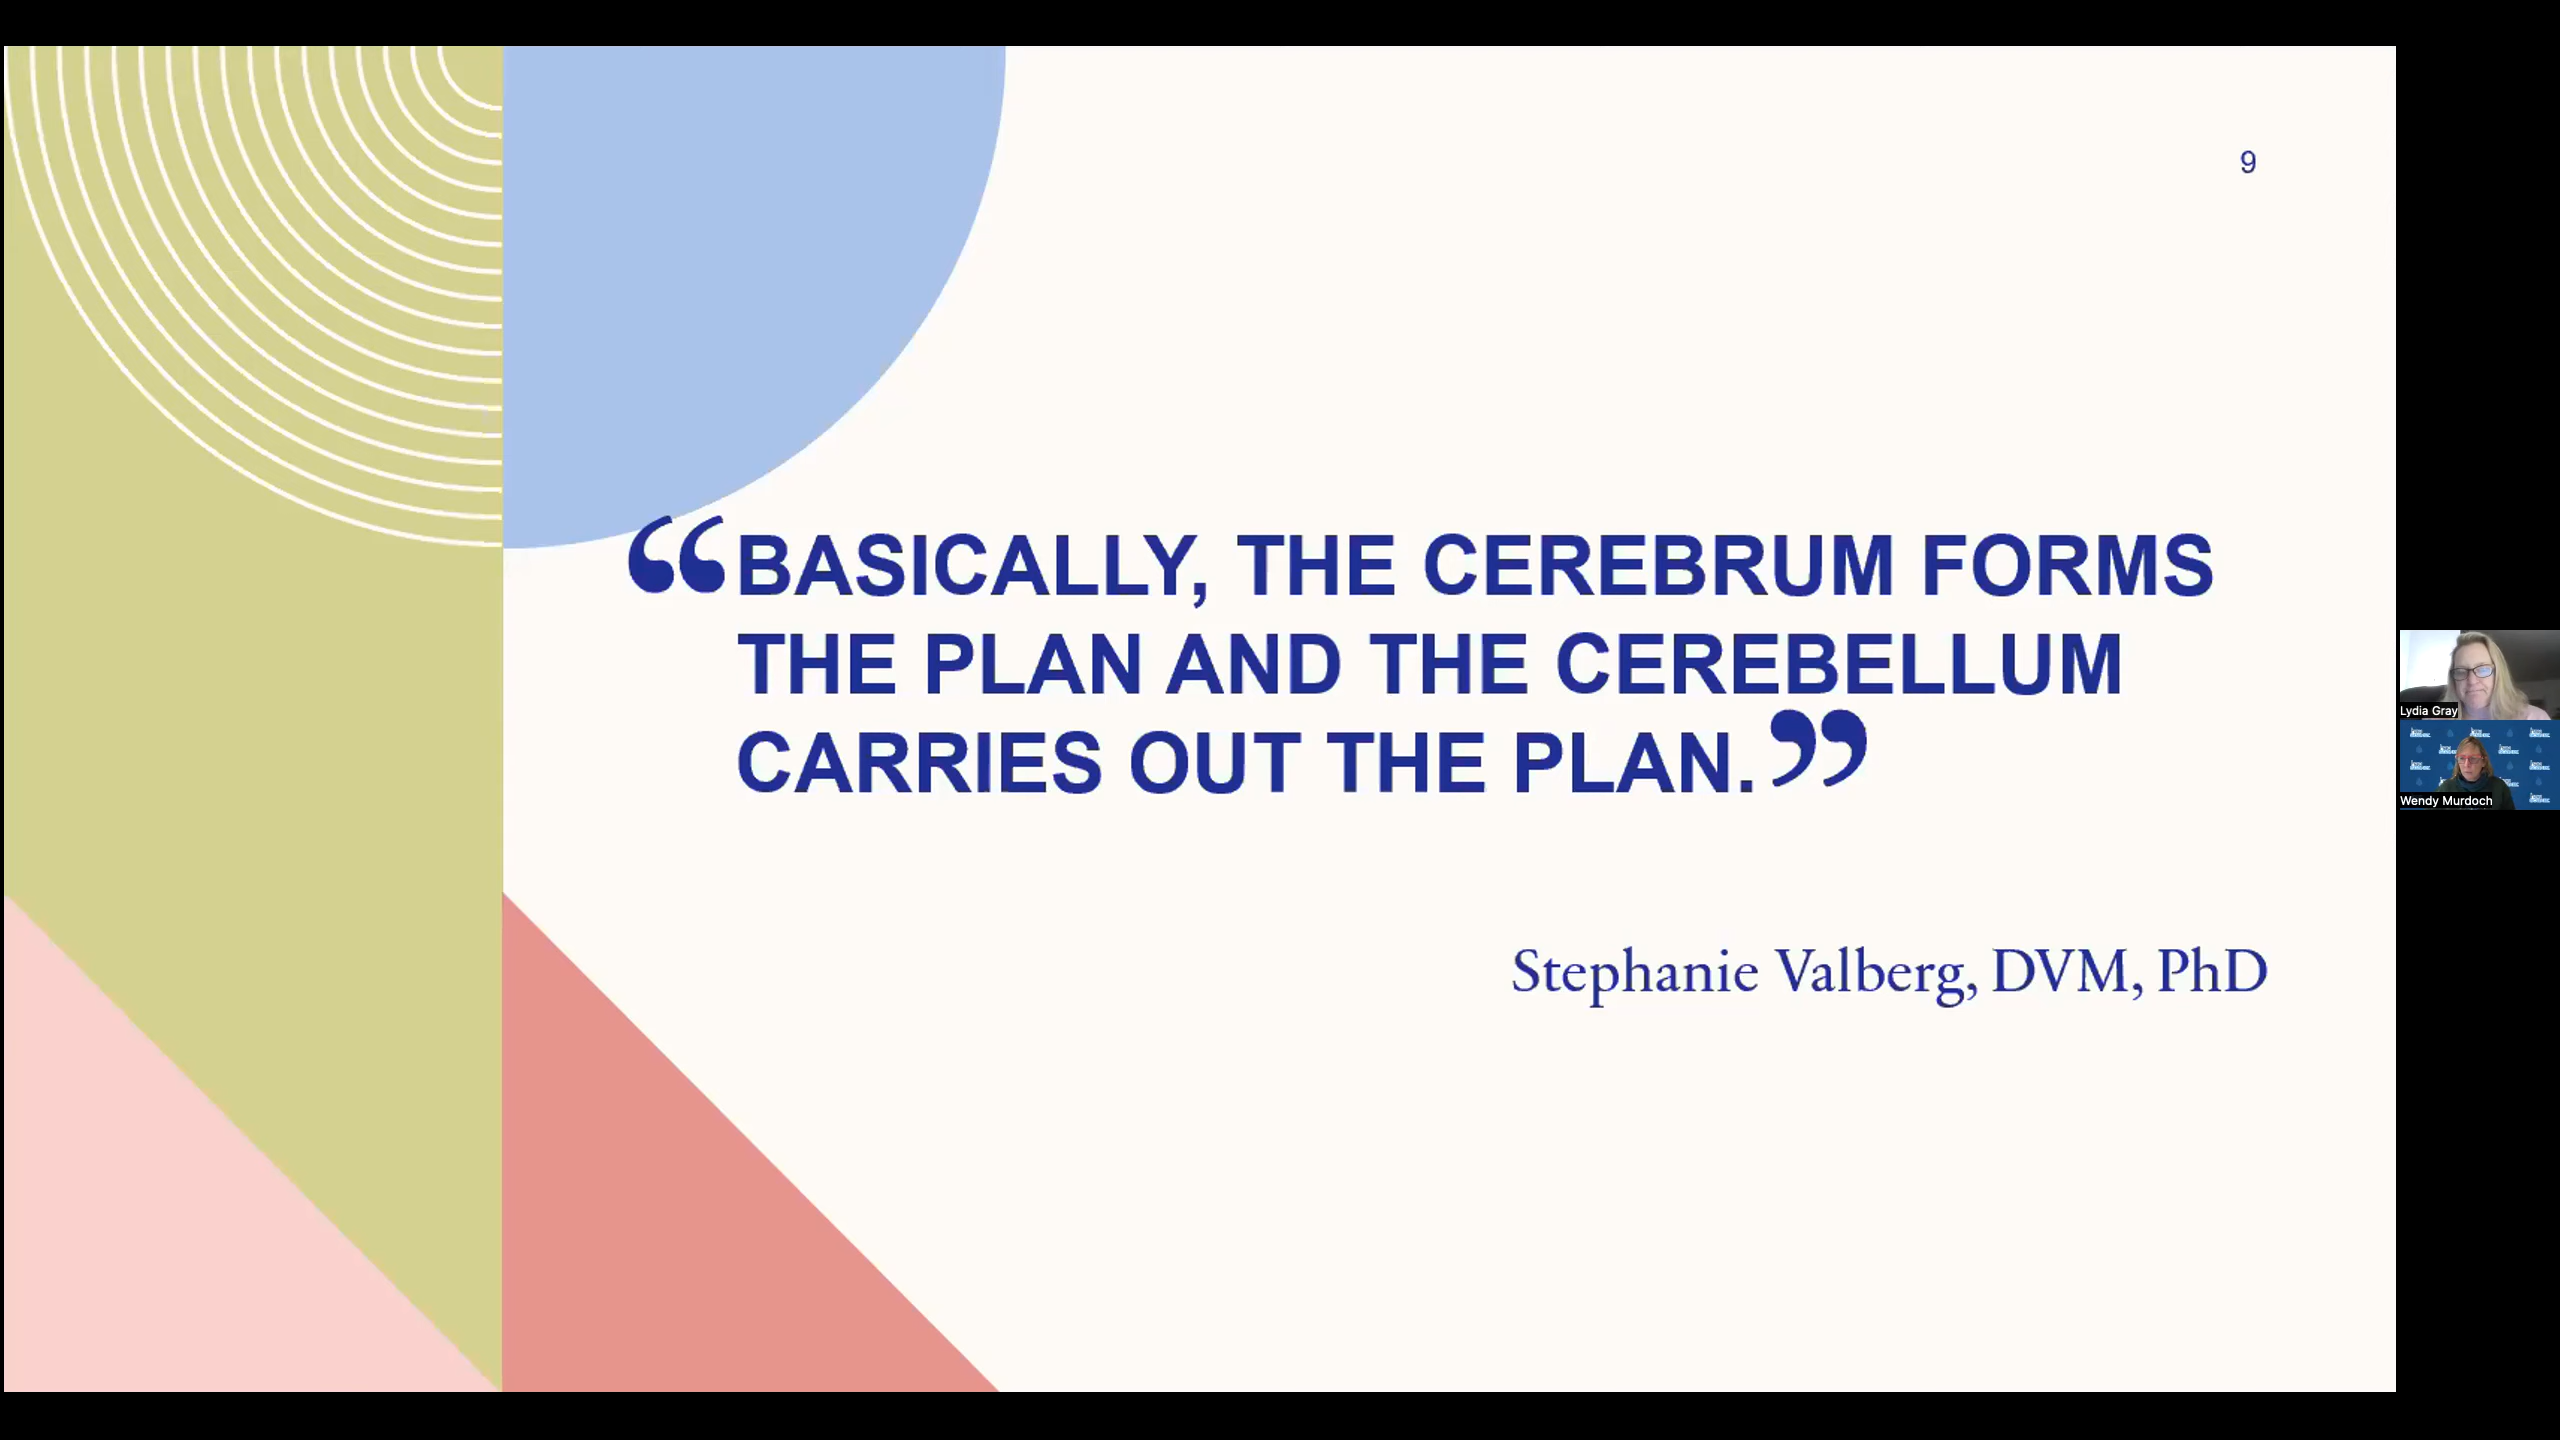 9
“BASICALLY, THE CEREBRUM FORMS
THE PLAN AND THE CEREBELLUM
CARRIES OUT THE PLAN.”
Stephanie Valberg, DVM, PhD
Lydia Gray
Wendy Murdoch